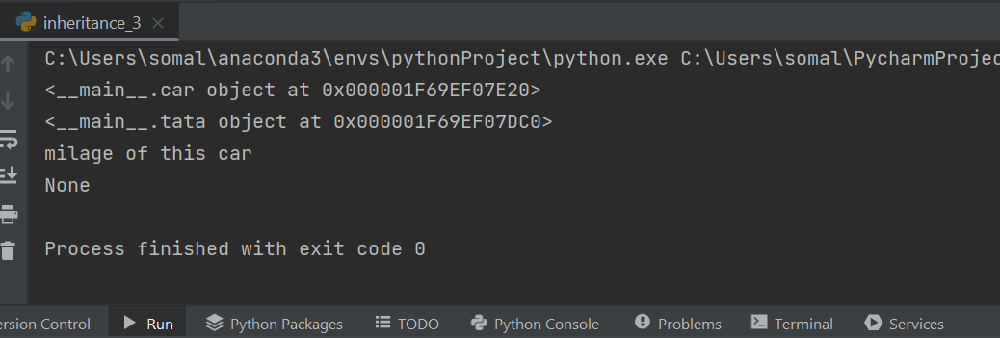 inheritance_3
C:\Users\somal\anaconda3\envs\pythonProject\python.exe C:\Users\somal\PycharmProjec
<__main__.car object at 0x000001F69EF07E20>
<__main__.tata object at 0x000001F69EF07DC0>
milage of this car
None
Process finished with exit code 0
ersion Control Run Python Packages TODO Python Console Problems Terminal Services